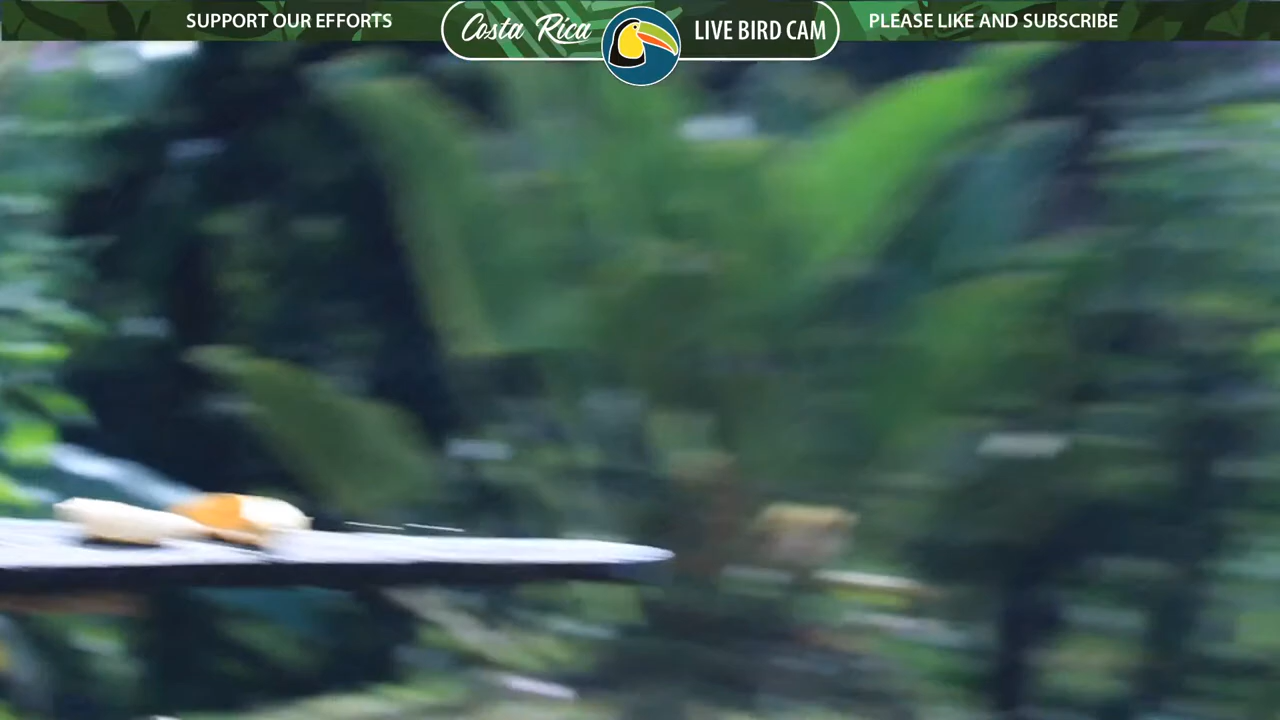 SUPPORT OUR EFFORTS
Costa Rica
LIVE BIRD CAM
PLEASE LIKE AND SUBSCRIBE